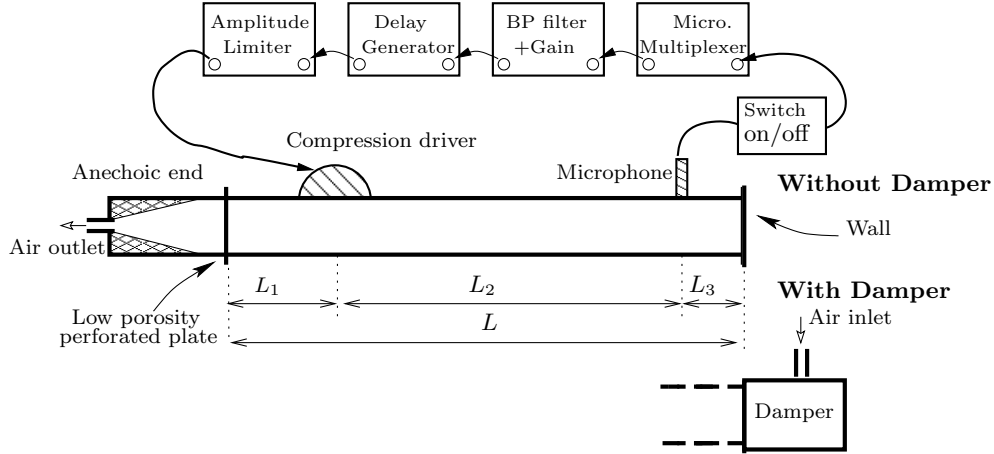 Amplitude
Limiter
Delay
Generator
BP filter
+Gain
Micro.
Multiplexer
Switch
on/off
Compression driver
Anechoic end
Microphone
Without Damper
Wall
Air outlet
L1
L2
L3
With Damper
Low porosity
perforated plate
L
Air inlet
Damper